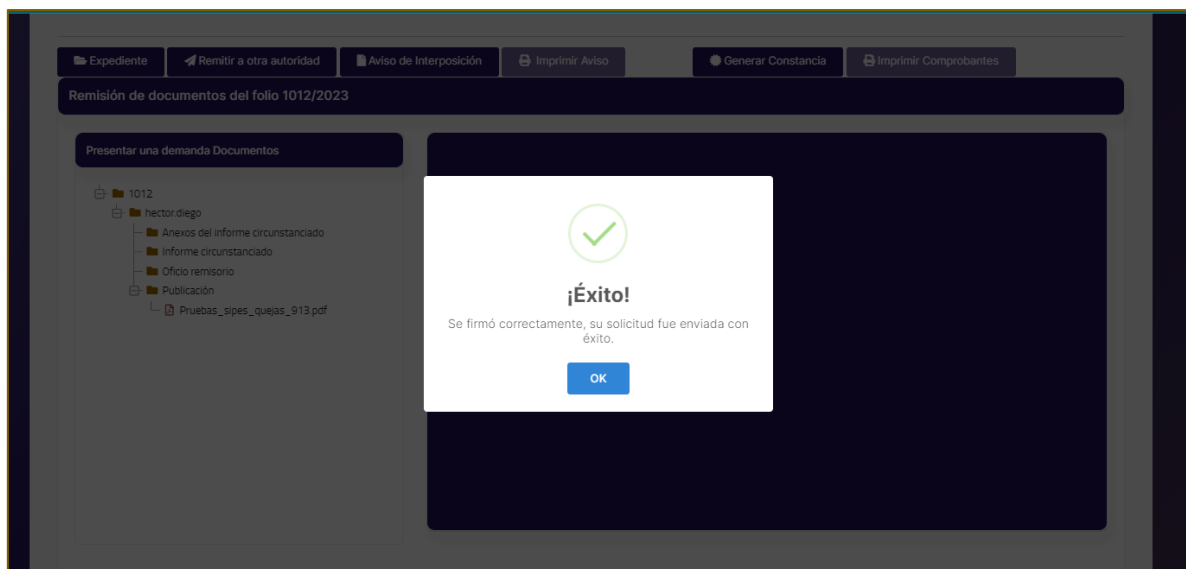 Expediente
Remitir a otra autoridad
Aviso de Interposición
Imprimir Aviso
Generar Constancia
Imprimir Comprobantes
Remisión de documentos del folio 1012/2023
Presentar una demanda Documentos
1012
hector.diego
Anexos del informe circunstanciado
Informe circunstanciado
Oficio remisorio
Publicación
Pruebas_sipes_quejas_913.pdf
¡Éxito!
Se firmó correctamente, su solicitud fue enviada con
éxito.
OK